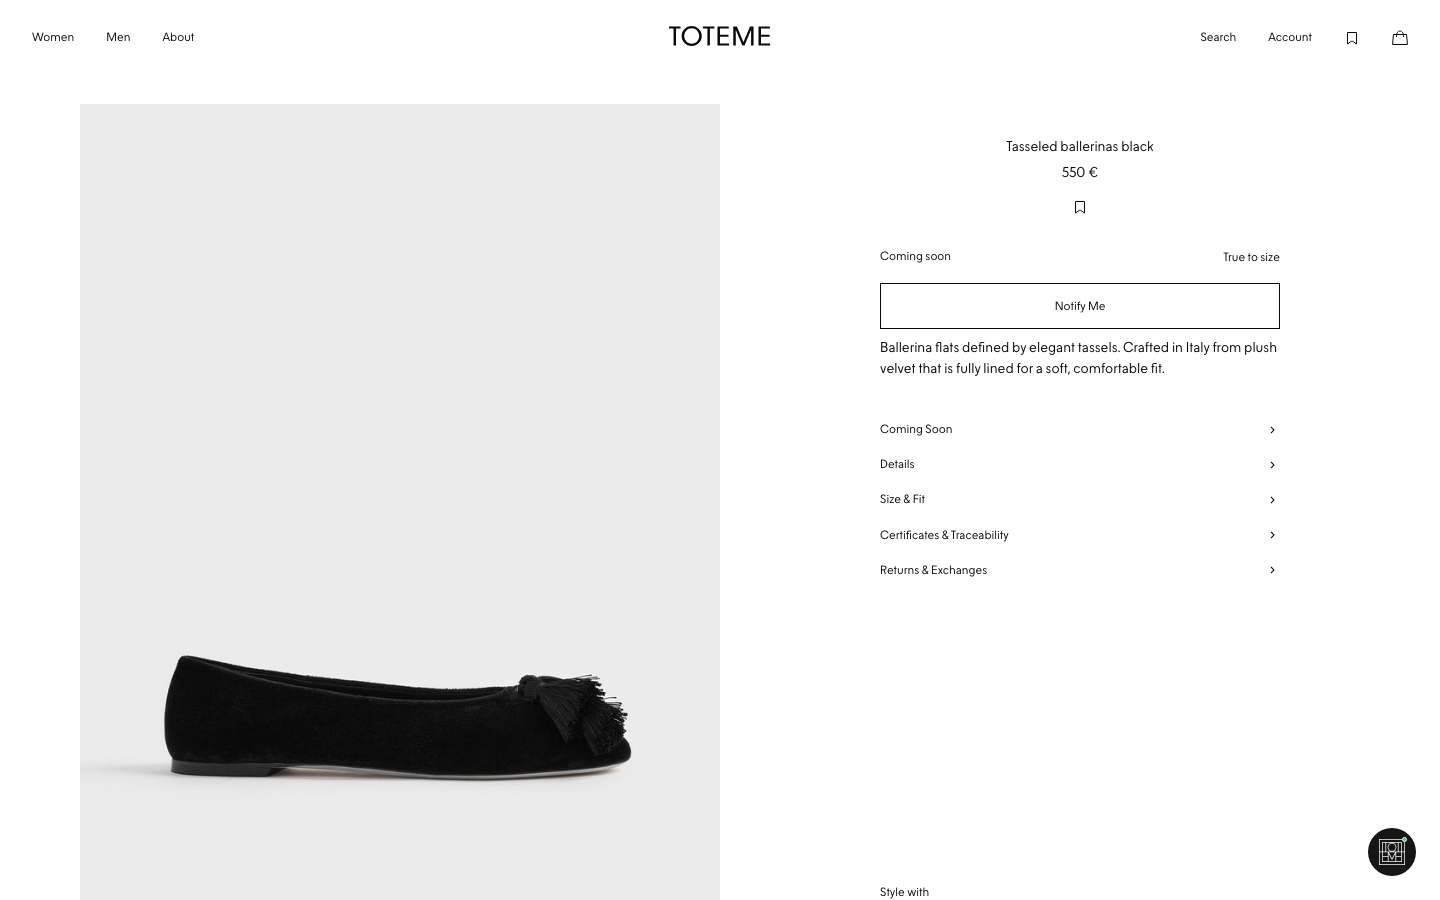 Women
Men
About
TOTEME
Search
Account
Tasseled ballerinas black
550 €
Coming soon
True to size
Notify Me
Ballerina flats defined by elegant tassels. Crafted in Italy from plush
velvet that is fully lined for a soft, comfortable fit.
Coming Soon
Details
Size & Fit
Certificates & Traceability
Returns & Exchanges
TOTEME
Style with